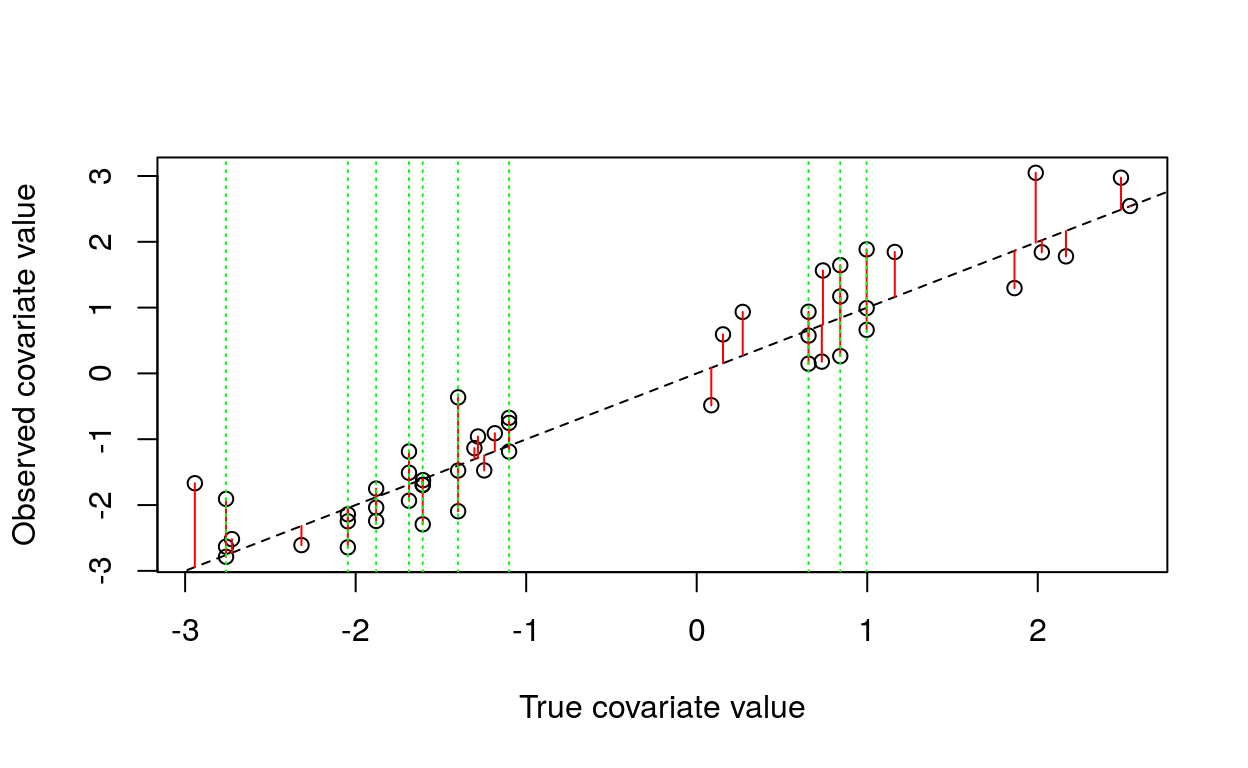 Observed covariate value
3
2
1
0
-1
-2
-3
-3 -2 -1 0 1 2
True covariate value